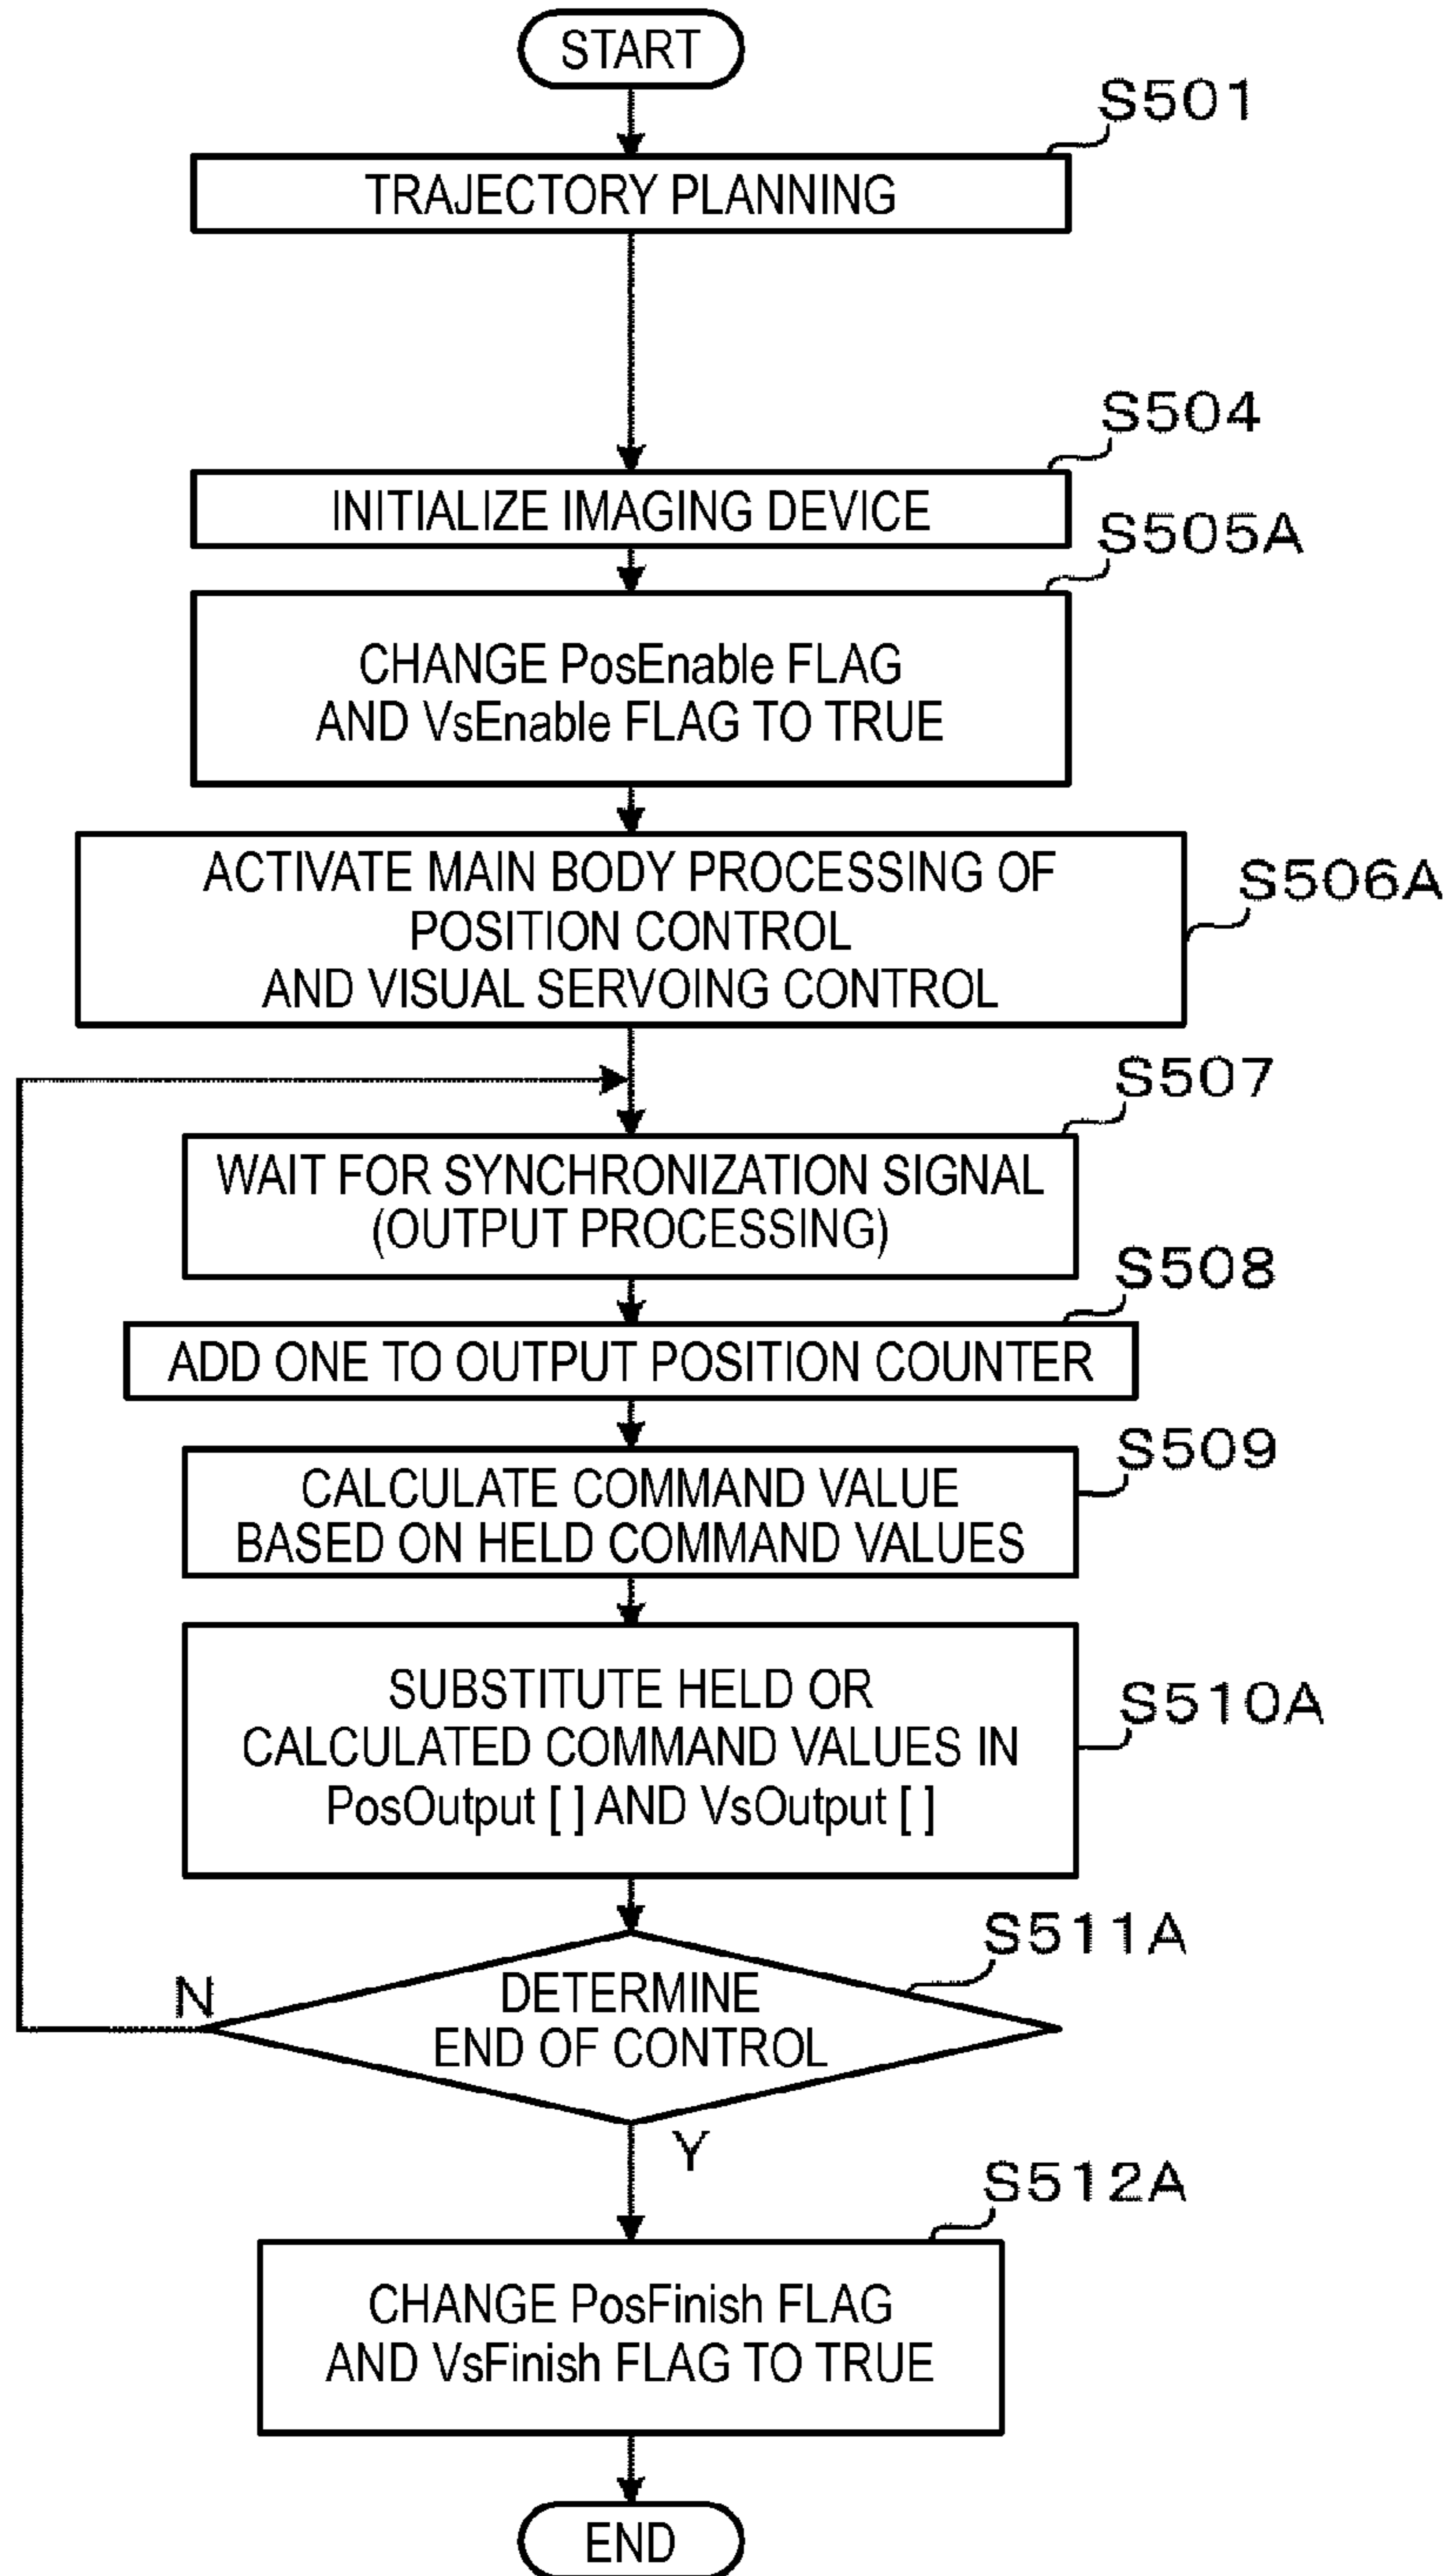 START
S501
TRAJECTORY PLANNING
S504
INITIALIZE IMAGING DEVICE
S505A
CHANGE PosEnable FLAG
AND VsEnable FLAG TO TRUE
ACTIVATE MAIN BODY PROCESSING OF
S506A
POSITION CONTROL
AND VISUAL SERVOING CONTROL
S507
WAIT FOR SYNCHRONIZATION SIGNAL
(OUTPUT PROCESSING)
S508
ADD ONE TO OUTPUT POSITION COUNTER
S509
CALCULATE COMMAND VALUE
BASED ON HELD COMMAND VALUES
SUBSTITUTE HELD OR
S510A
CALCULATED COMMAND VALUES IN
PosOutput [ ] AND VsOutput [ ]
S511A
N
DETERMINE
END OF CONTROL
Y
S512A
CHANGE PosFinish FLAG
AND VsFinish FLAG TO TRUE
END